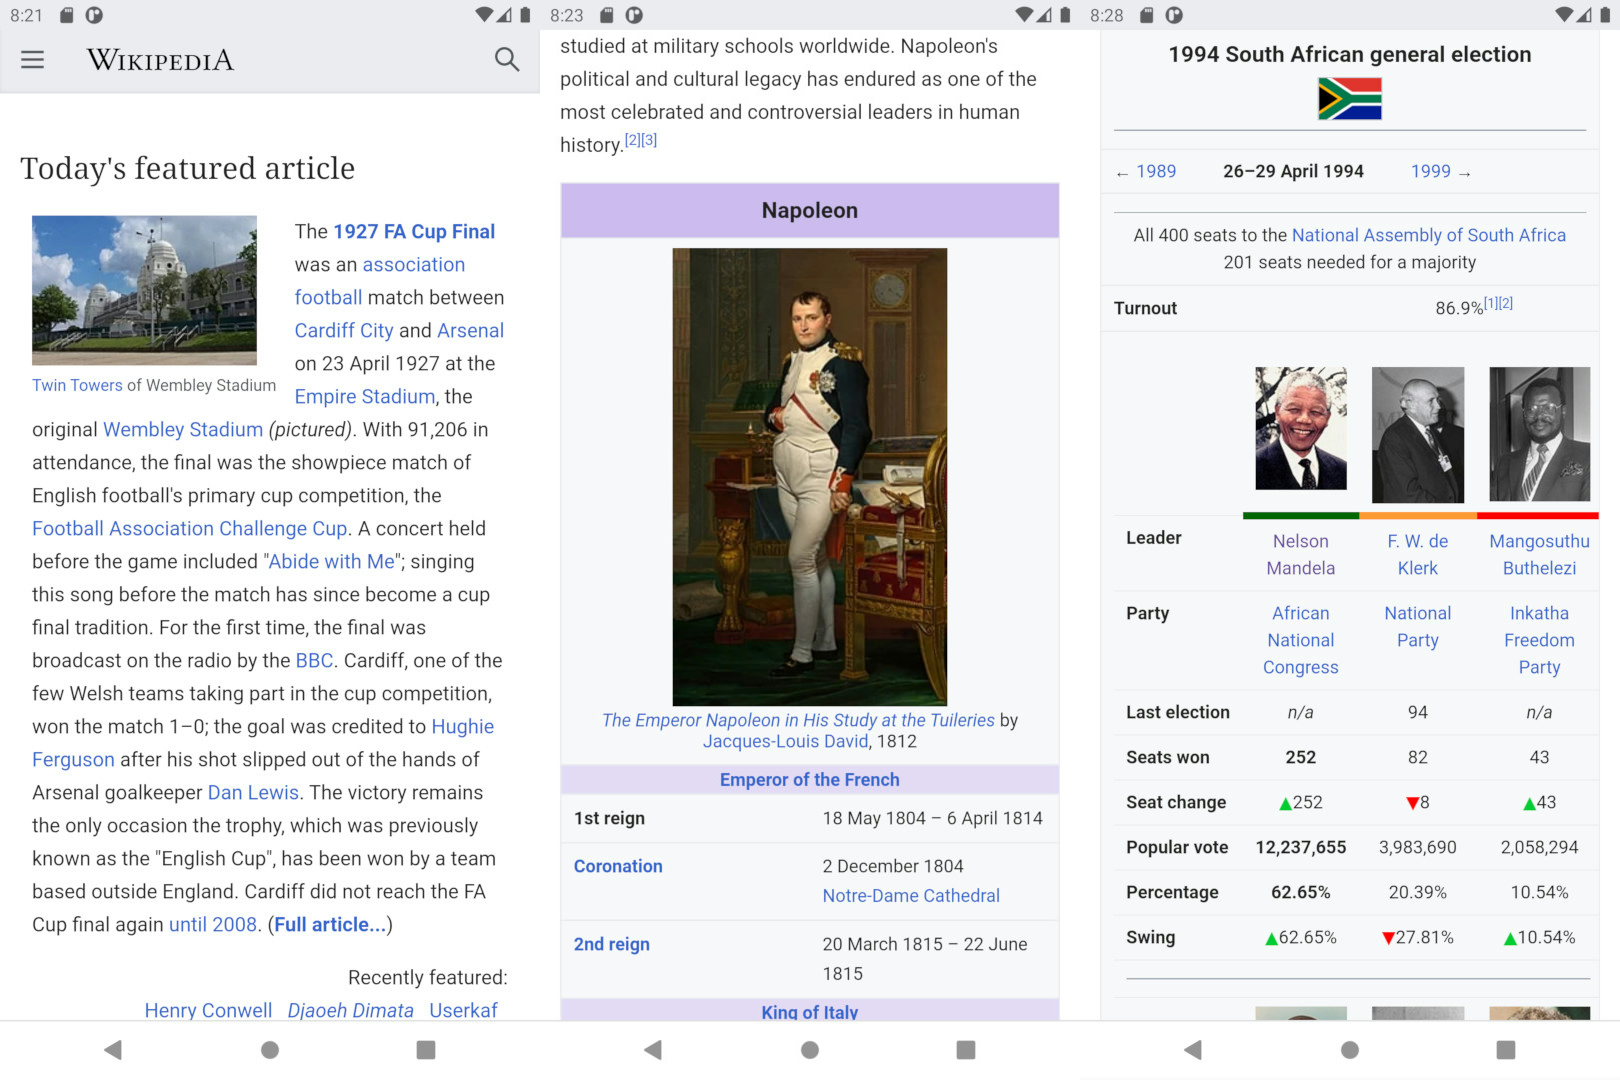 8:21
WIKIPEDIA
Today's featured article
The 1927 FA Cup Final
was an association
football match between
Cardiff City and Arsenal
on 23 April 1927 at the
Empire Stadium, the
Twin Towers of Wembley Stadium
original Wembley Stadium (pictured). With 91,206 in
attendance, the final was the showpiece match of
English football's primary cup competition, the
Football Association Challenge Cup. A concert held
before the game included "Abide with Me"; singing
this song before the match has since become a cup
final tradition. For the first time, the final was
broadcast on the radio by the BBC. Cardiff, one of the
few Welsh teams taking part in the cup competition,
won the match 1–0; the goal was credited to Hughie
Ferguson after his shot slipped out of the hands of
Arsenal goalkeeper Dan Lewis. The victory remains
the only occasion the trophy, which was previously
known as the "English Cup", has been won by a team
based outside England. Cardiff did not reach the FA
Cup final again until 2008. (Full article...)
Recently featured:
Henry Conwell Djaoeh Dimata Userkaf
8:23
studied at military schools worldwide. Napoleon's
political and cultural legacy has endured as one of the
most celebrated and controversial leaders in human
history.[2][3]
Napoleon
The Emperor Napoleon in His Study at the Tuileries by
Jacques-Louis David, 1812
Emperor of the French
1st reign 18 May 1804 – 6 April 1814
Coronation 2 December 1804
Notre-Dame Cathedral
2nd reign 20 March 1815 – 22 June
1815
King of Italy
8:28
1994 South African general election
← 1989 26–29 April 1994 1999 →
All 400 seats to the National Assembly of South Africa
201 seats needed for a majority
Turnout 86.9%[1][2]
Leader Nelson Mandela F. W. de Klerk Mangosuthu Buthelezi
Party African National Congress National Party Inkatha Freedom Party
Last election n/a 94 n/a
Seats won 252 82 43
Seat change ▲252 ▼8 ▲43
Popular vote 12,237,655 3,983,690 2,058,294
Percentage 62.65% 20.39% 10.54%
Swing ▲62.65% ▼27.81% ▲10.54%